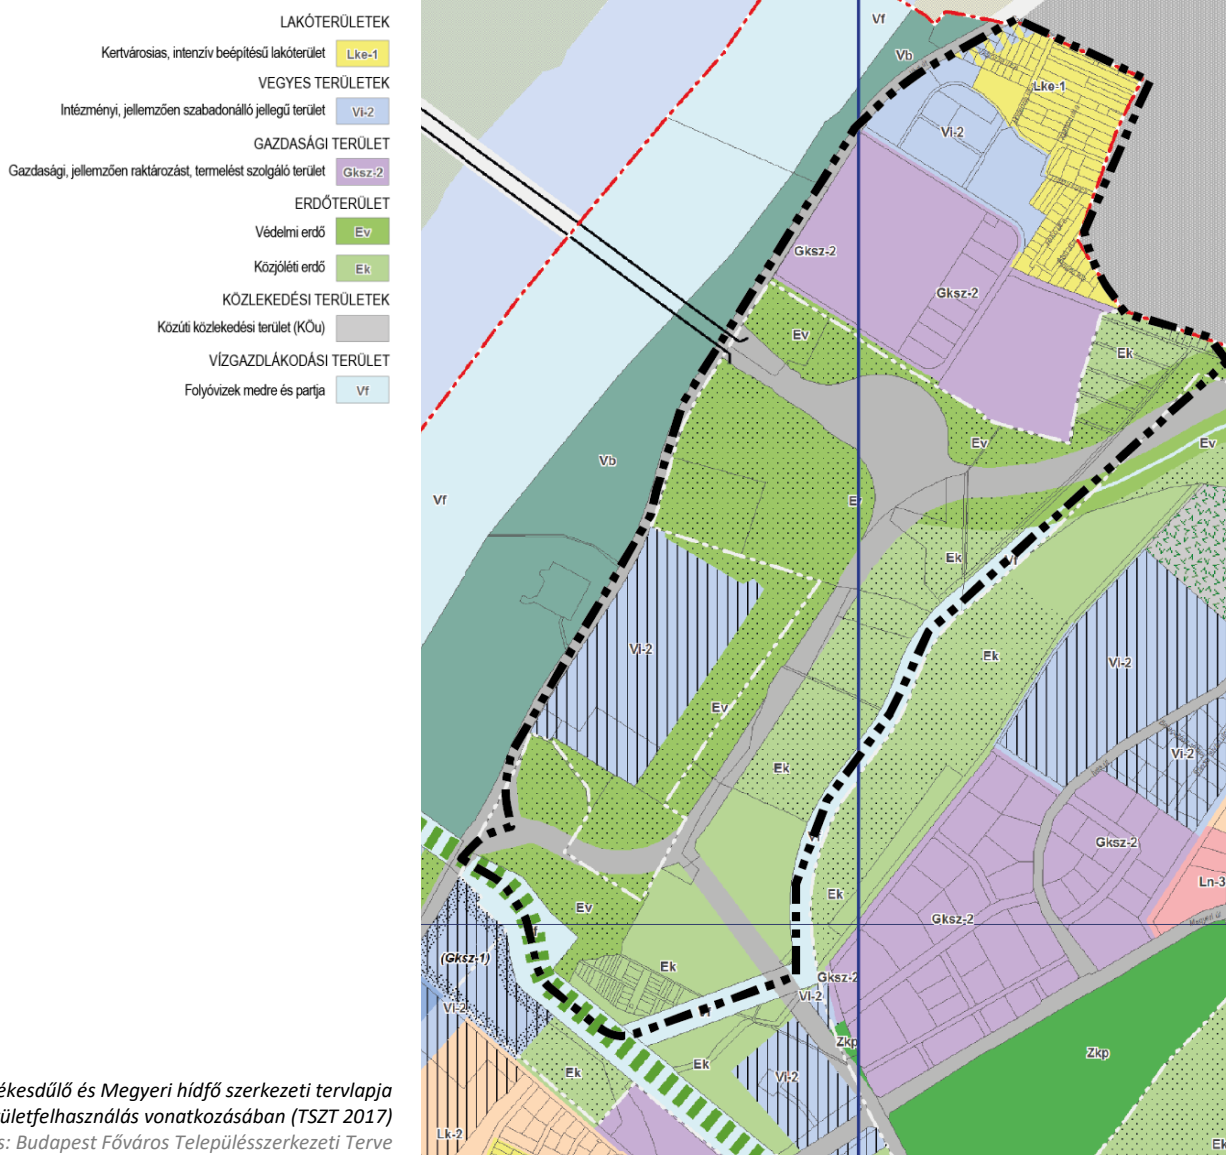 LAKÓTERÜLETEK
Kertvárosias, intenzív beépítésű lakóterület Lke-1
VEGYES TERÜLETEK
Intézményi, jellemzően szabadonálló jellegű terület Vi-2
GAZDASÁGI TERÜLET
Gazdasági, jellemzően raktározást, termelést szolgáló terület Gksz-2
ERDŐTERÜLET
Védelmi erdő Ev
Közjóléti erdő Ek
KÖZLEKEDÉSI TERÜLETEK
Közúti közlekedési terület (KÖu)
VÍZGAZDLÁKODÁSI TERÜLET
Folyóvizek medre és partja Vf
Vf
Vb
Lke-1
Vi-2
Gksz-2
Gksz-2
Ev
Ek
Ev
Ev
Vb
Vf
Ek
Vf
Vi-2
Ek
Vi-2
Ev
Vi-2
Ek
Gksz-2
Ln-3
Ek
Ev
Gksz-2
(Gksz-1)
Ek
Gksz-2
Vi-2
Vi-2
Vf
Zkp
Zkp
Ek
Ek
Vi-2
Lk-2
Ek
ékesdűlő és Megyeri hídfő szerkezeti tervlapja
ületfelhasználás vonatkozásában (TSZT 2017)
s: Budapest Főváros Településszerkezeti Terve